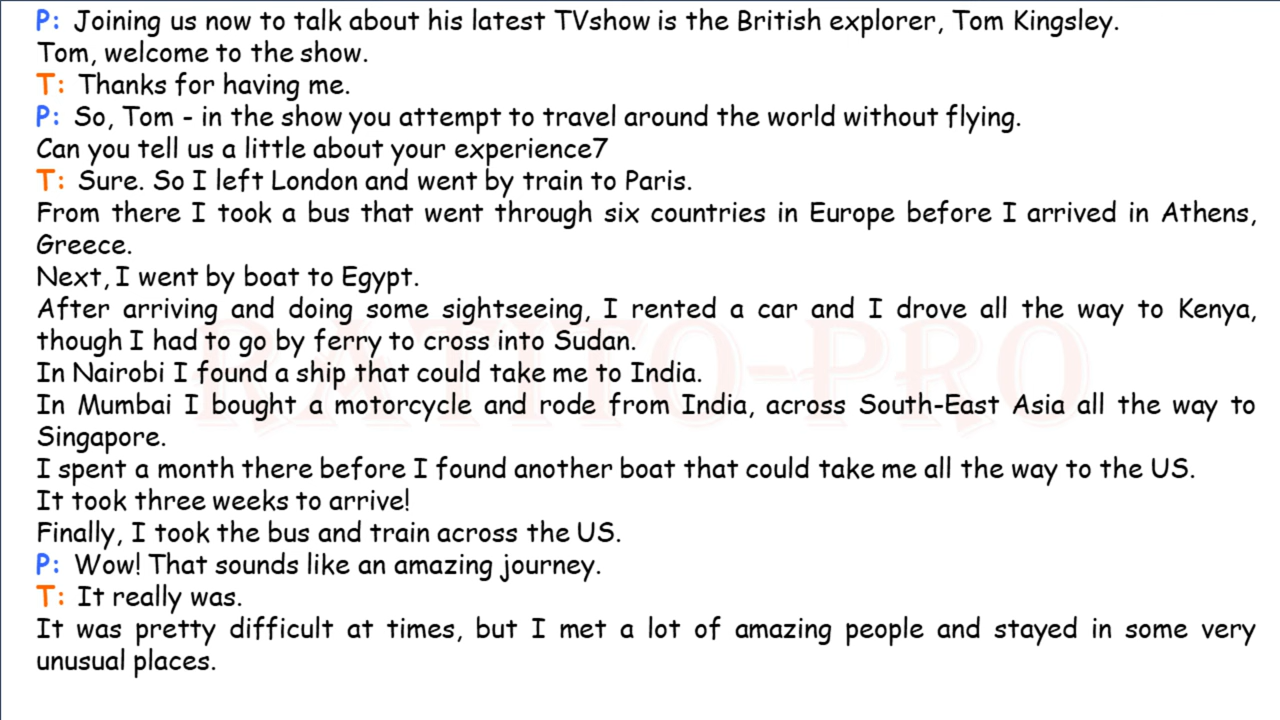 P: Joining us now to talk about his latest TVshow is the British explorer, Tom Kingsley.
Tom, welcome to the show.
T: Thanks for having me.
P: So, Tom - in the show you attempt to travel around the world without flying.
Can you tell us a little about your experience7
T: Sure. So I left London and went by train to Paris.
From there I took a bus that went through six countries in Europe before I arrived in Athens,
Greece.
Next, I went by boat to Egypt.
After arriving and doing some sightseeing, I rented a car and I drove all the way to Kenya,
though I had to go by ferry to cross into Sudan.
In Nairobi I found a ship that could take me to India.
In Mumbai I bought a motorcycle and rode from India, across South-East Asia all the way to
Singapore.
I spent a month there before I found another boat that could take me all the way to the US.
It took three weeks to arrive!
Finally, I took the bus and train across the US.
P: Wow! That sounds like an amazing journey.
T: It really was.
It was pretty difficult at times, but I met a lot of amazing people and stayed in some very
unusual places.
RATITO-PRO